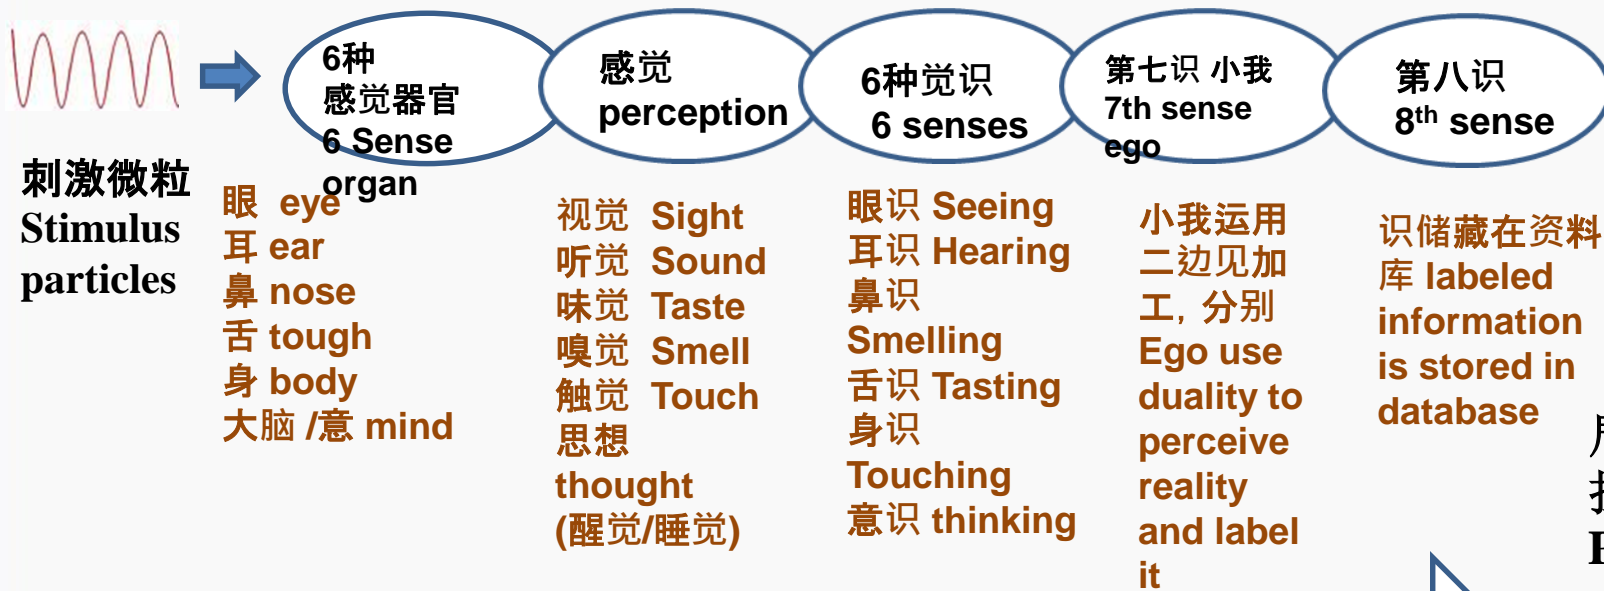 刺激微粒
Stimulus
particles
6种
感觉器官
6 Sense
organ
眼 eye
耳 ear
鼻 nose
舌 tough
身 body
大脑 /意 mind
感觉
perception
视觉 Sight
听觉 Sound
味觉 Taste
嗅觉 Smell
触觉 Touch
思想
thought
(醒觉/睡觉)
6种觉识
6 senses
眼识 Seeing
耳识 Hearing
鼻识
Smelling
舌识 Tasting
身识
Touching
意识 thinking
第七识 小我
7th sense
ego
小我运用
二边见加
工, 分别
Ego use
duality to
perceive
reality
and label
it
第八识
8th sense
识储藏在资料
库 labeled
information
is stored in
database